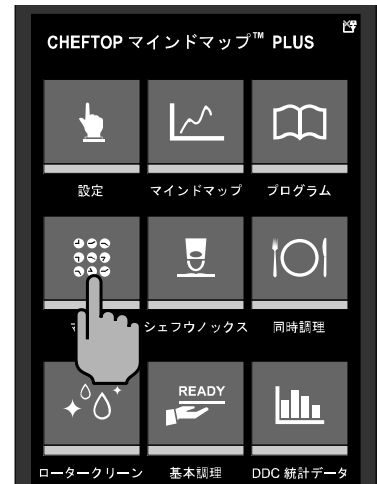 CHEFTOP マインドマップ™ PLUS
設定 マインドマップ プログラム
シェフウノックス 同時調理
READY
ロータークリーン 基本調理 DDC 統計データ